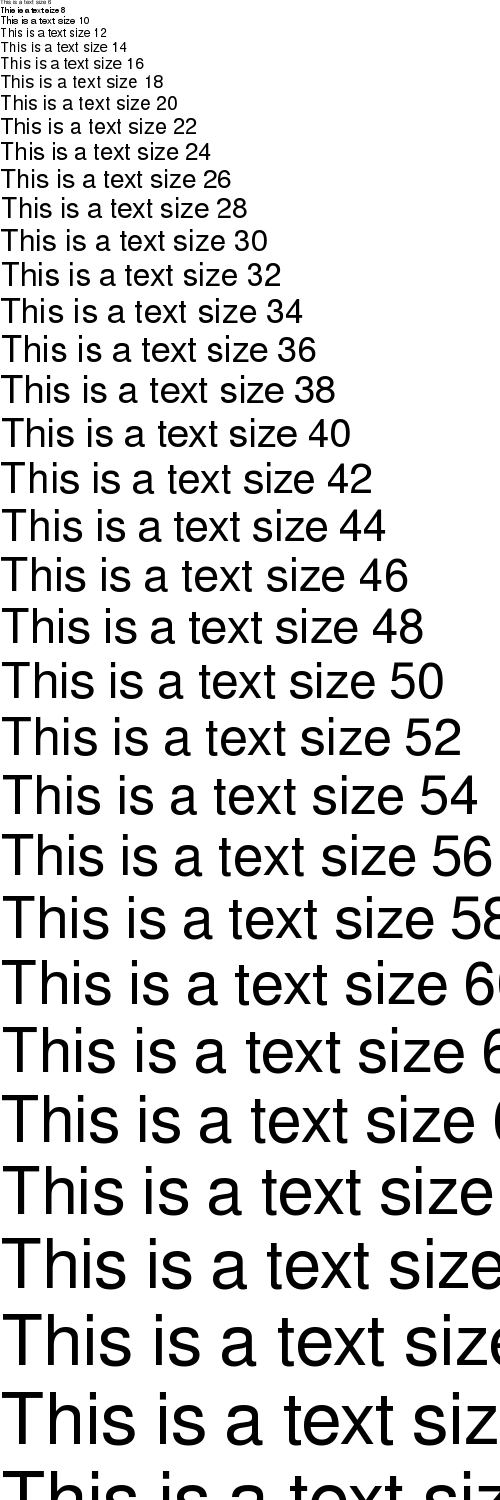 This is a text size 6
This is a text size 8
This is a text size 10
This is a text size 12
This is a text size 14
This is a text size 16
This is a text size 18
This is a text size 20
This is a text size 22
This is a text size 24
This is a text size 26
This is a text size 28
This is a text size 30
This is a text size 32
This is a text size 34
This is a text size 36
This is a text size 38
This is a text size 40
This is a text size 42
This is a text size 44
This is a text size 46
This is a text size 48
This is a text size 50
This is a text size 52
This is a text size 54
This is a text size 56
This is a text size 58
This is a text size 6
This is a text size 6
This is a text size
This is a text size
This is a text size
This is a text size
This is a text siz
This is a text siz